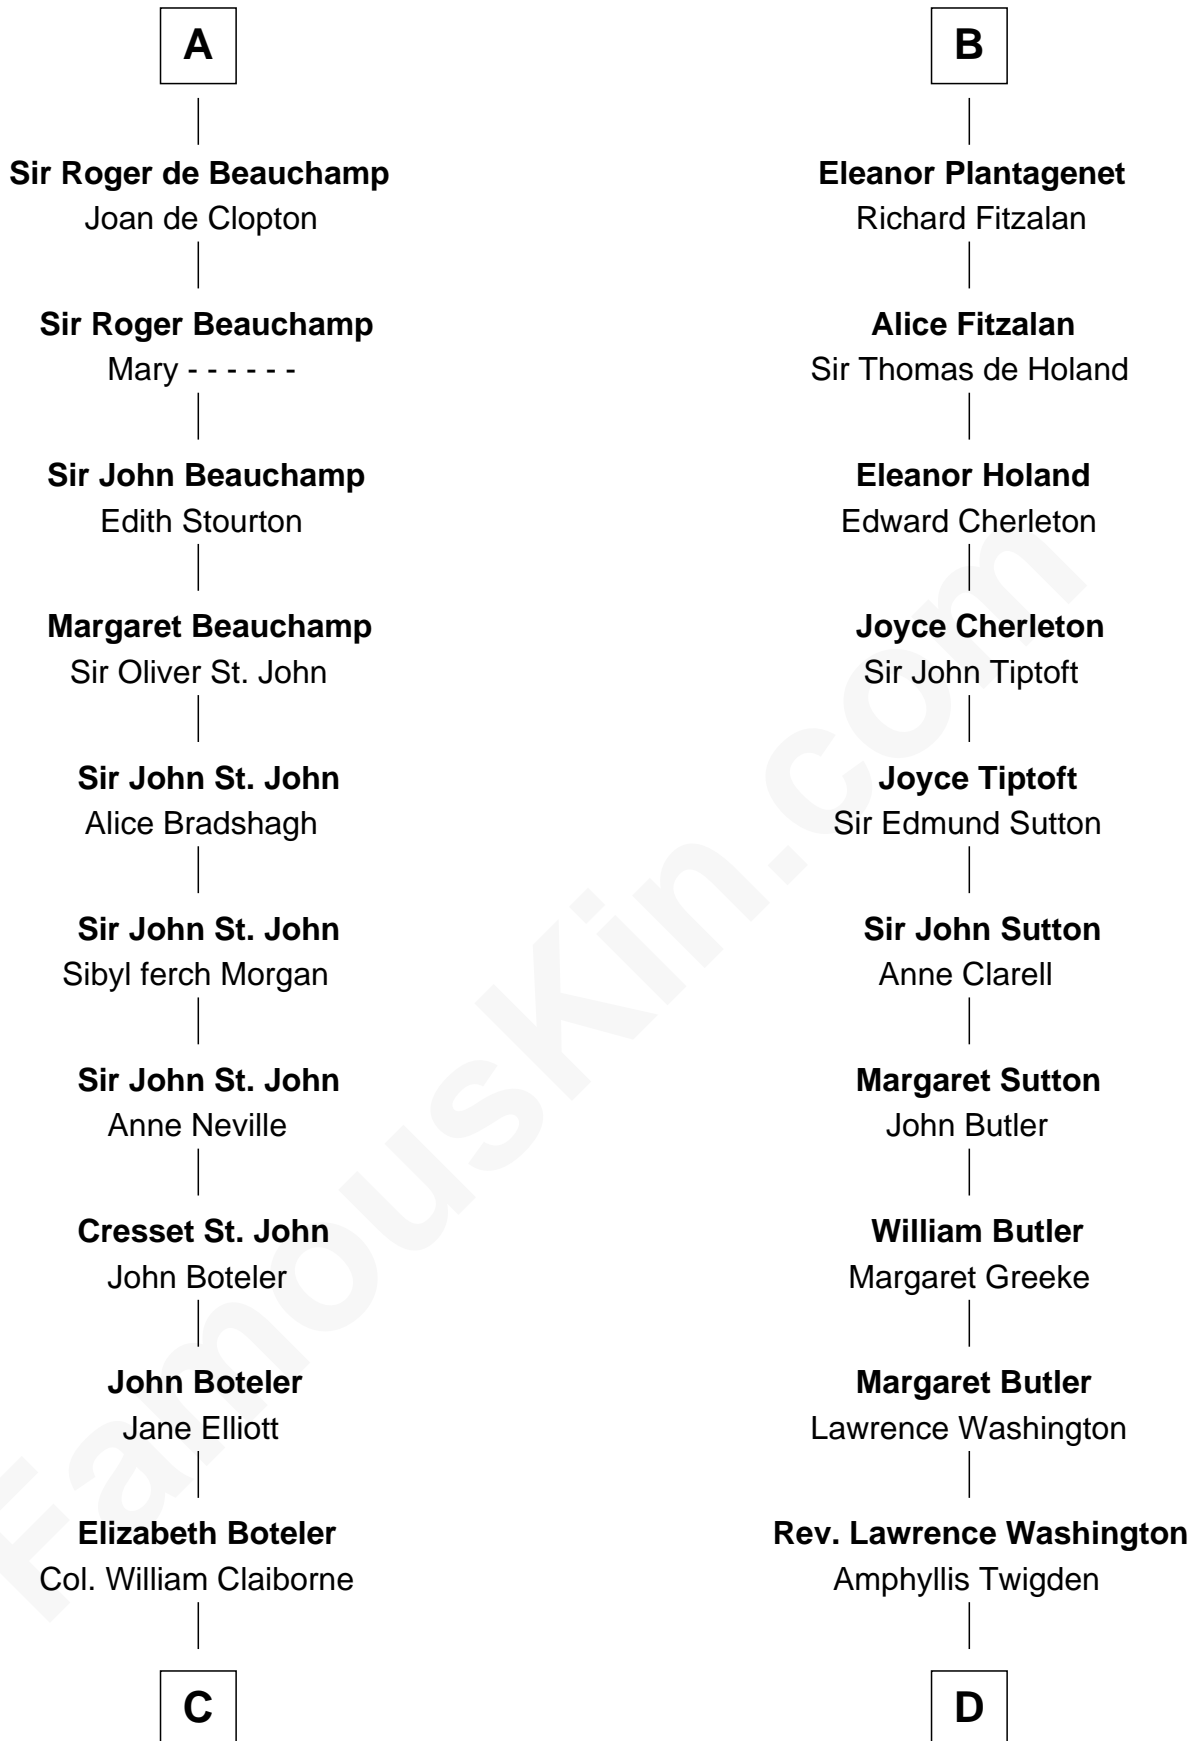 A
Sir Roger de Beauchamp
Joan de Clopton
Sir Roger Beauchamp
Mary - - - - - -
Sir John Beauchamp
Edith Stourton
Margaret Beauchamp
Sir Oliver St. John
Sir John St. John
Alice Bradshagh
Sir John St. John
Sibyl ferch Morgan
Sir John St. John
Anne Neville
Cresset St. John
John Boteler
John Boteler
Jane Elliott
Elizabeth Boteler
Col. William Claiborne
C
B
Eleanor Plantagenet
Richard Fitzalan
Alice Fitzalan
Sir Thomas de Holand
Eleanor Holand
Edward Cherleton
Joyce Cherleton
Sir John Tiptoft
Joyce Tiptoft
Sir Edmund Sutton
Sir John Sutton
Anne Clarell
Margaret Sutton
John Butler
William Butler
Margaret Greeke
Margaret Butler
Lawrence Washington
Rev. Lawrence Washington
Amphyllis Twigden
D
FamousKin.com